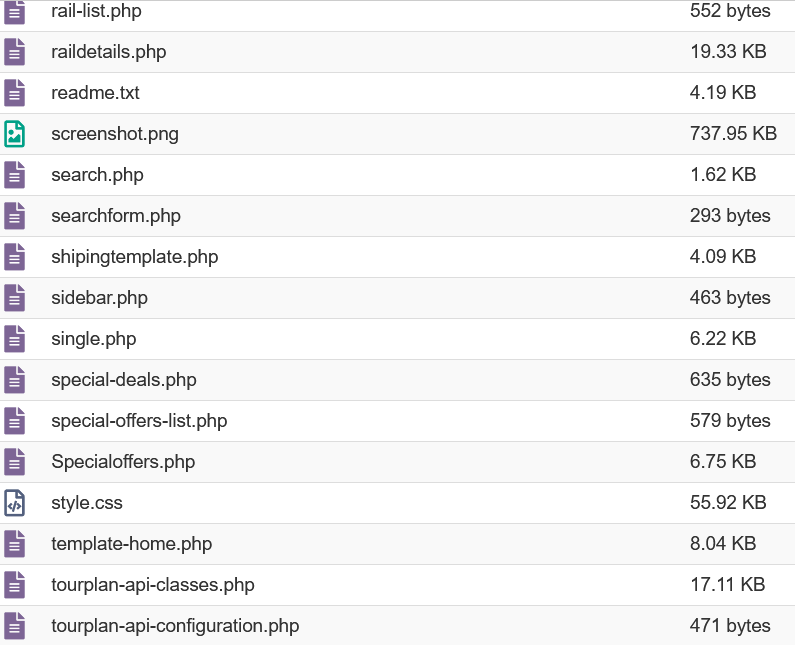 rail-list.php 552 bytes
raildetails.php 19.33 KB
readme.txt 4.19 KB
screenshot.png 737.95 KB
search.php 1.62 KB
searchform.php 293 bytes
shipingtemplate.php 4.09 KB
sidebar.php 463 bytes
single.php 6.22 KB
special-deals.php 635 bytes
special-offers-list.php 579 bytes
Specialoffers.php 6.75 KB
style.css 55.92 KB
template-home.php 8.04 KB
tourplan-api-classes.php 17.11 KB
tourplan-api-configuration.php 471 bytes